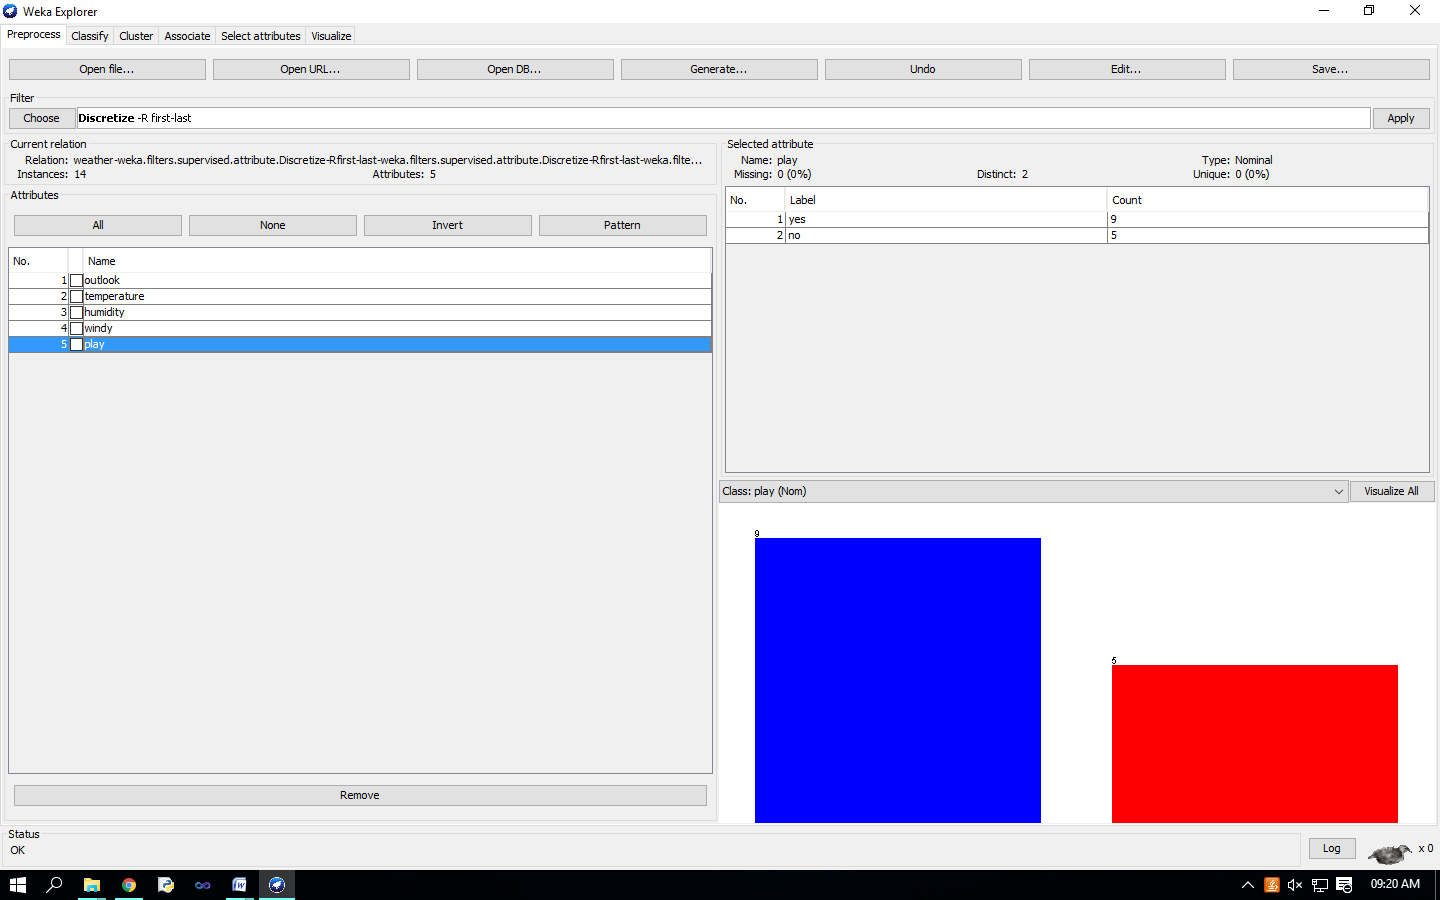 Weka Explorer
Preprocess Classify Cluster Associate Select attributes Visualize
Open file... Open URL... Open DB... Generate... Undo Edit... Save...
Filter
Choose Discretize -R first-last Apply
Current relation
Relation: weather-weka.filters.supervised.attribute.Discretize-Rfirst-last-weka.filters.supervised.attribute.Discretize-Rfirst-last-weka.filte...
Instances: 14 Attributes: 5
Attributes
All None Invert Pattern
No. Name
1 outlook
2 temperature
3 humidity
4 windy
5 play
Remove
Selected attribute
Name: play Type: Nominal
Missing: 0 (0%) Distinct: 2 Unique: 0 (0%)
No. Label Count
1 yes 9
2 no 5
Class: play (Nom) Visualize All
9
5
Status
OK
Log x 0
09:20 AM